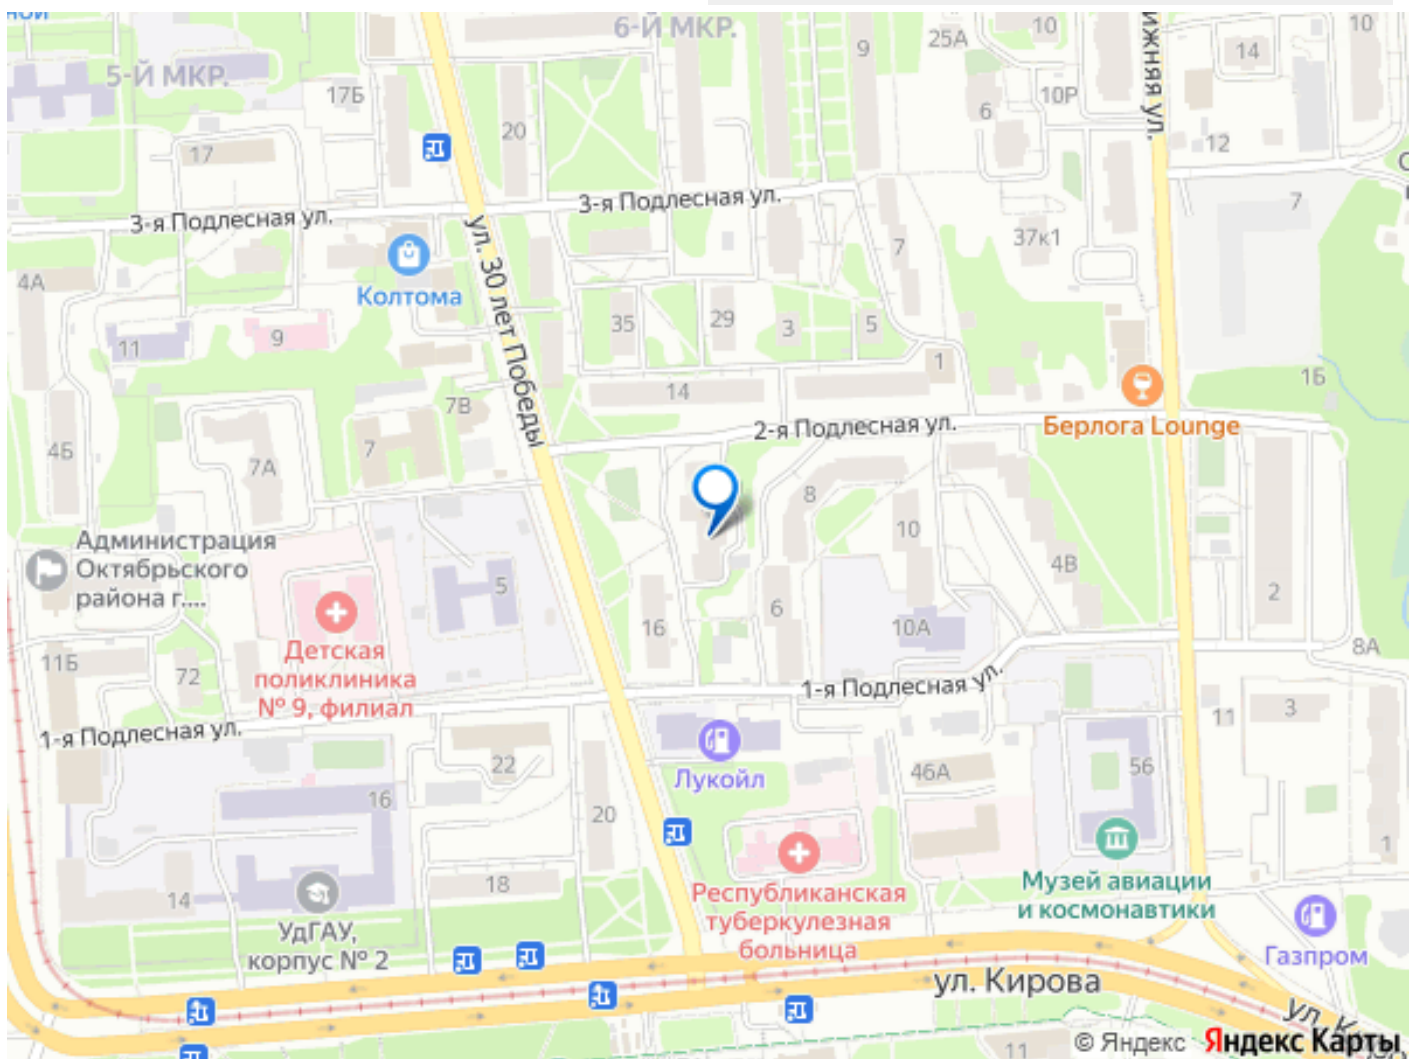 ной
6-Й МКР.
10
25А
9
14
10
5-Й МКР.
17Б
10Р
6
ижняя ул.
20
12
17
3-я Подлесная ул.
3-я Подлесная ул.
7
37к1
7
4А
Колтома
ул. 30 лет Победы
35
29
3
5
11
9
1
1Б
14
7В
Берлога Lounge
2-я Подлесная ул.
4Б
7А
7
8
10
Администрация
Октябрьского
района г....
5
4В
2
6
16
10А
11Б
72
Детская
поликлиника
№ 9, филиал
8А
1-я Подлесная ул.
1-я Подлесная ул.
11
3
22
Лукойл
46А
56
16
20
1
Музей авиации
и космонавтики
18
14
Республиканская
туберкулезная
больница
УдГАУ,
корпус № 2
Газпром
ул. Кирова
11
© Яндекс Яндекс Карты